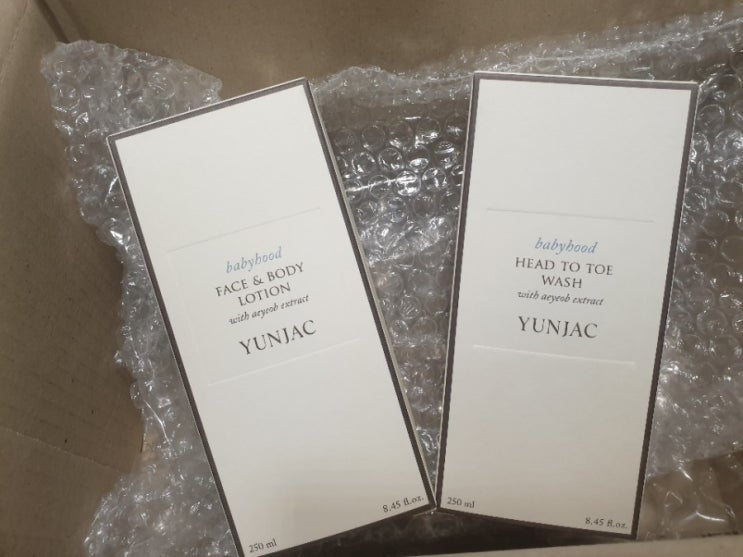 babyhood
FACE & BODY
LOTION
with aeyeob extract
YUNJAC
250 ml
8.45 fl.oz.
babyhood
HEAD TO TOE
WASH
with aeyeob extract
YUNJAC
250 ml
8.45 fl.oz.